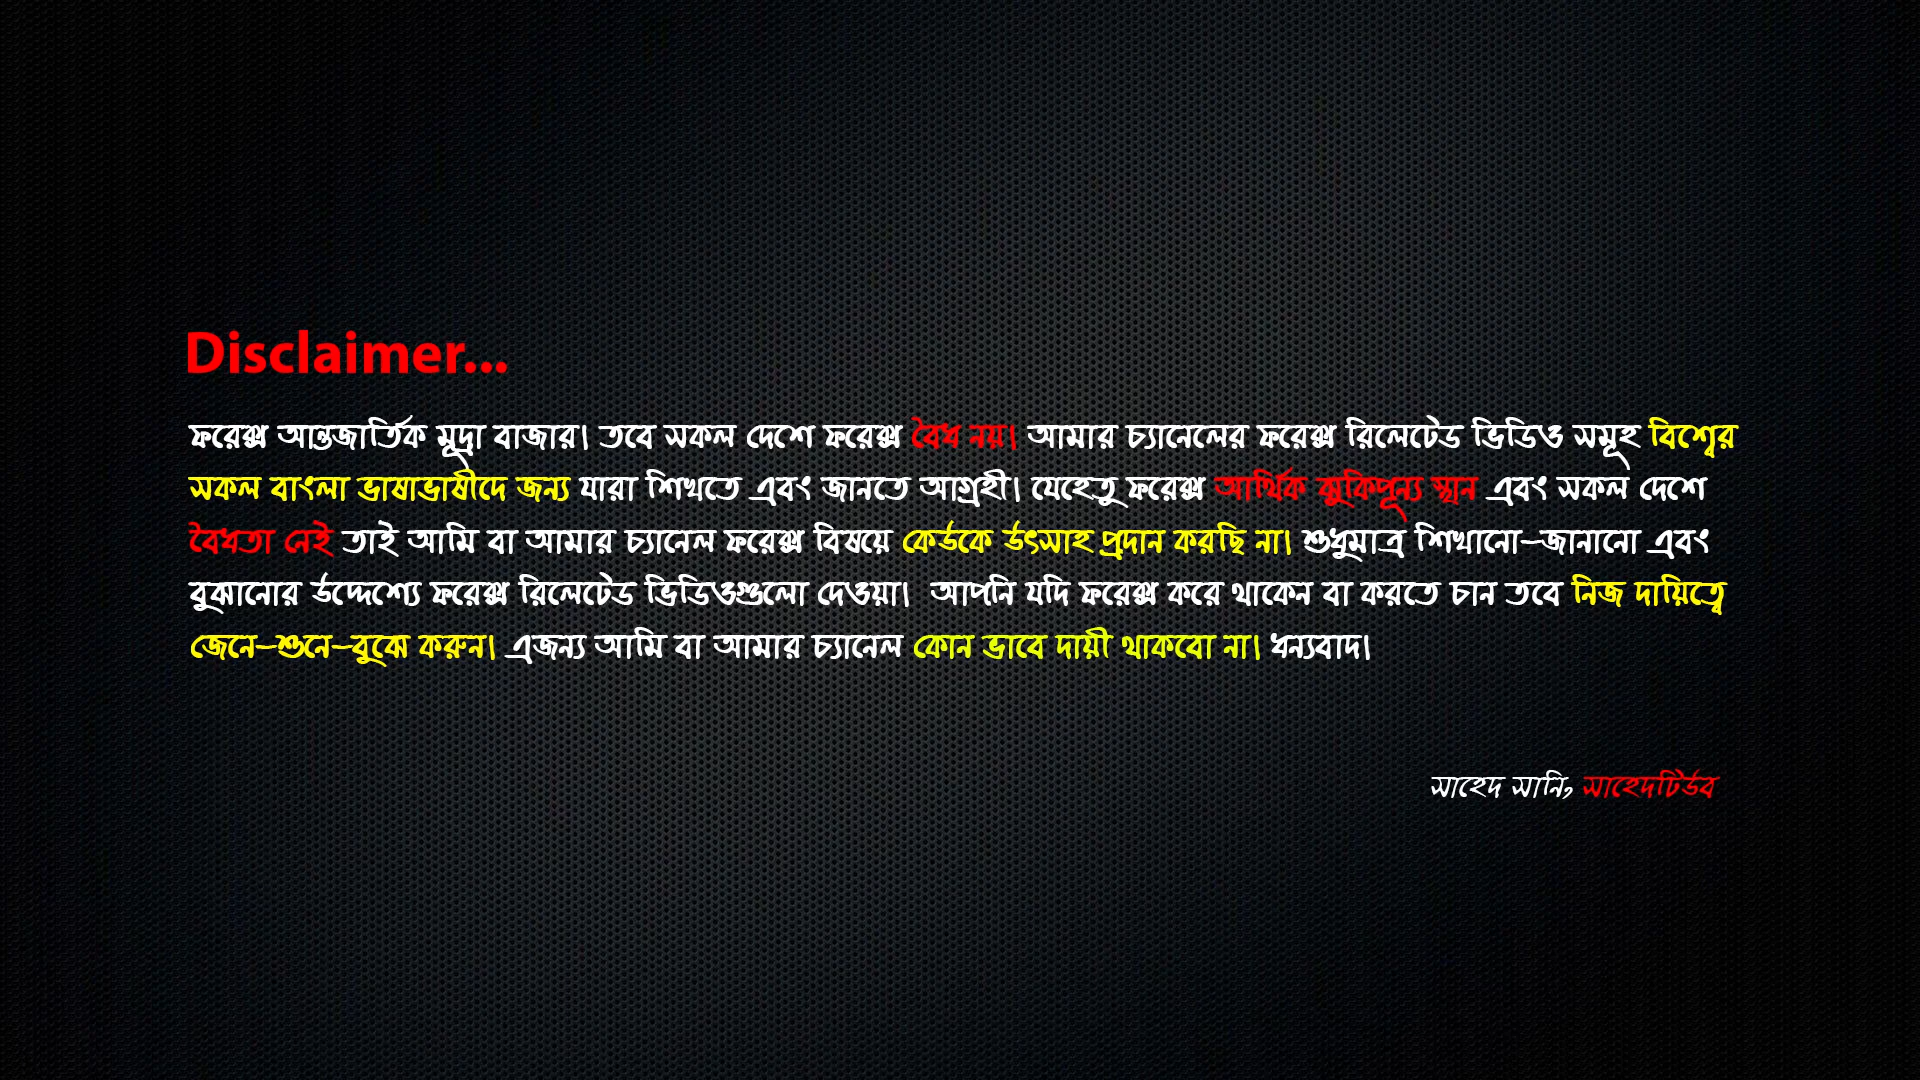 Disclaimer...
ফরেক্স আন্তজার্তিক মূদ্রা বাজার। তবে সকল দেশে ফরেক্স বৈধ নয়। আমার চ্যানেলের ফরেক্স রিলেটেড ভিডিও সমূহ বিশ্বের
সকল বাংলা ভাষাভাষীদে জন্য যারা শিখতে এবং জানতে আগ্রহী। যেহেতু ফরেক্স আর্থিক ঝুকিপূন্য স্থান এবং সকল দেশে
বৈধতা নেই তাই আমি বা আমার চ্যানেল ফরেক্স বিষয়ে কেউকে উৎসাহ প্রদান করছি না। শুধুমাত্র শিখানো-জানানো এবং
বুঝানোর উদ্দেশ্যে ফরেক্স রিলেটেড ভিডিওগুলো দেওয়া। আপনি যদি ফরেক্স করে থাকেন বা করতে চান তবে নিজ দায়িত্বে
জেনে-শুনে-বুঝে করুন। এজন্য আমি বা আমার চ্যানেল কোন ভাবে দায়ী থাকবো না। ধন্যবাদ।
সাহেদ সানি, সাহেদটিউব